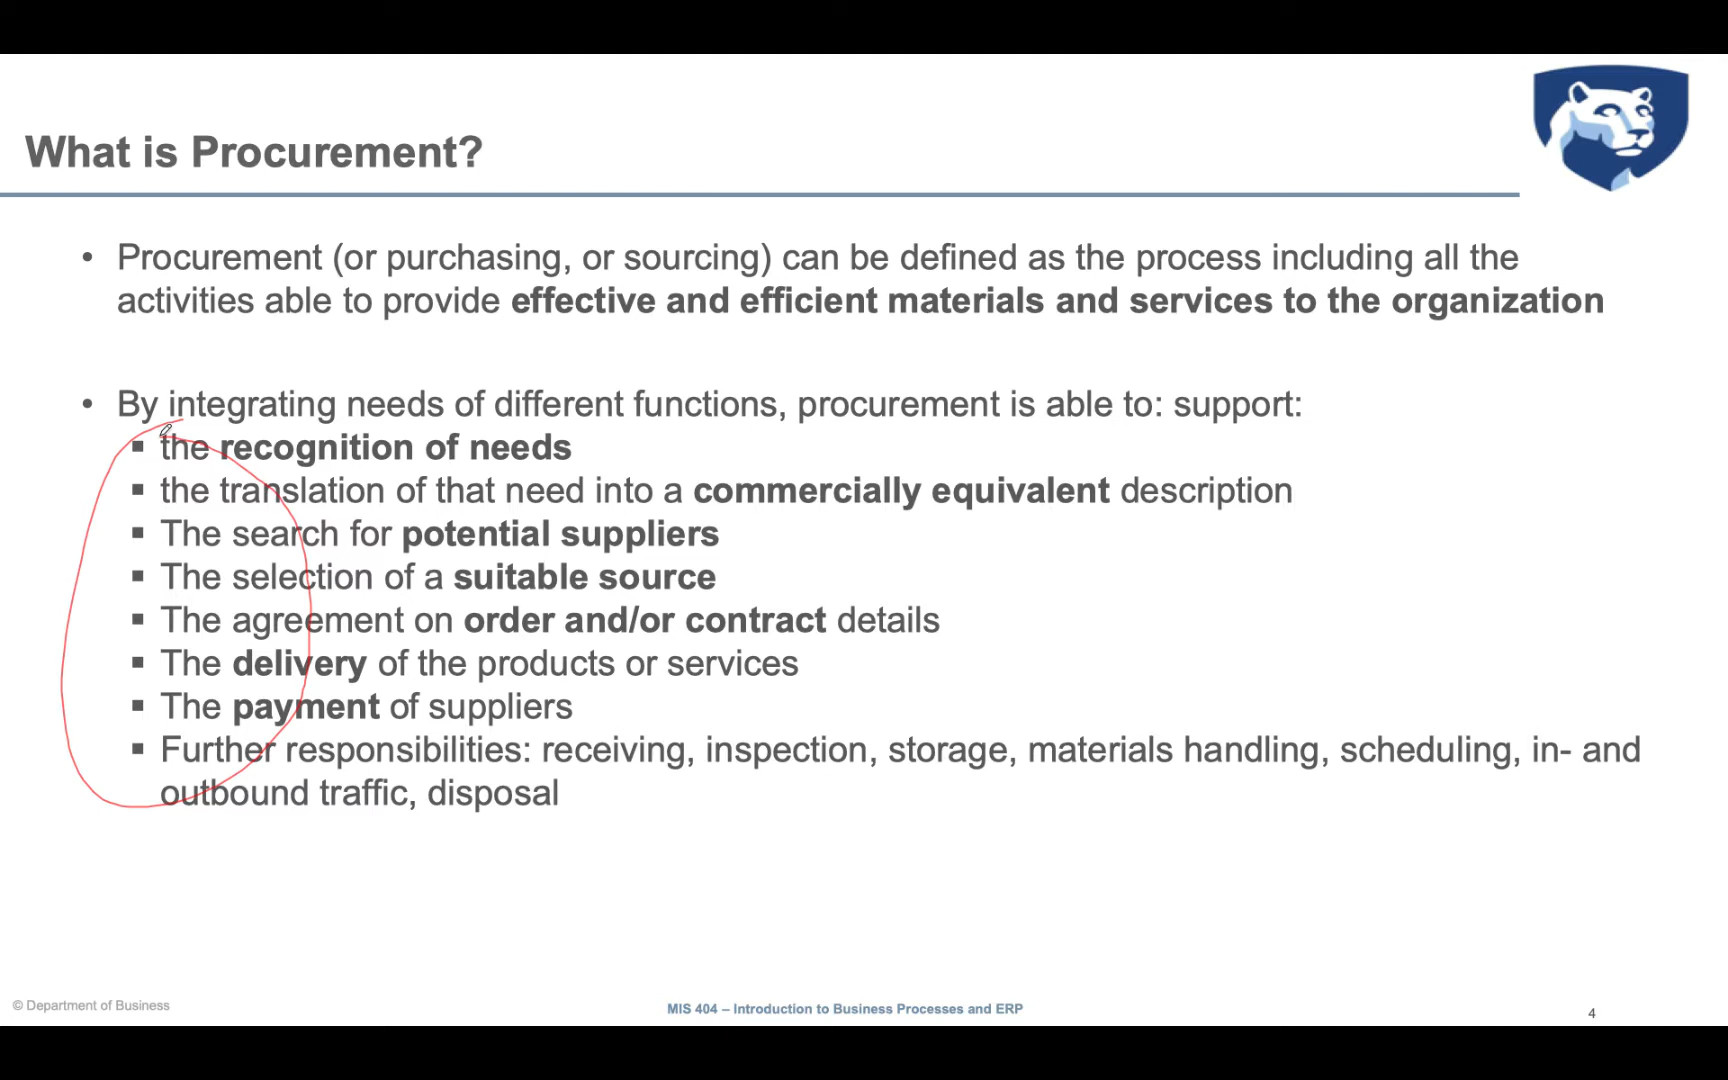 What is Procurement?
• Procurement (or purchasing, or sourcing) can be defined as the process including all the
activities able to provide effective and efficient materials and services to the organization
• By integrating needs of different functions, procurement is able to: support:
▪ the recognition of needs
▪ the translation of that need into a commercially equivalent description
▪ The search for potential suppliers
▪ The selection of a suitable source
▪ The agreement on order and/or contract details
▪ The delivery of the products or services
▪ The payment of suppliers
▪ Further responsibilities: receiving, inspection, storage, materials handling, scheduling, in- and
outbound traffic, disposal
© Department of Business
MIS 404 – Introduction to Business Processes and ERP
4